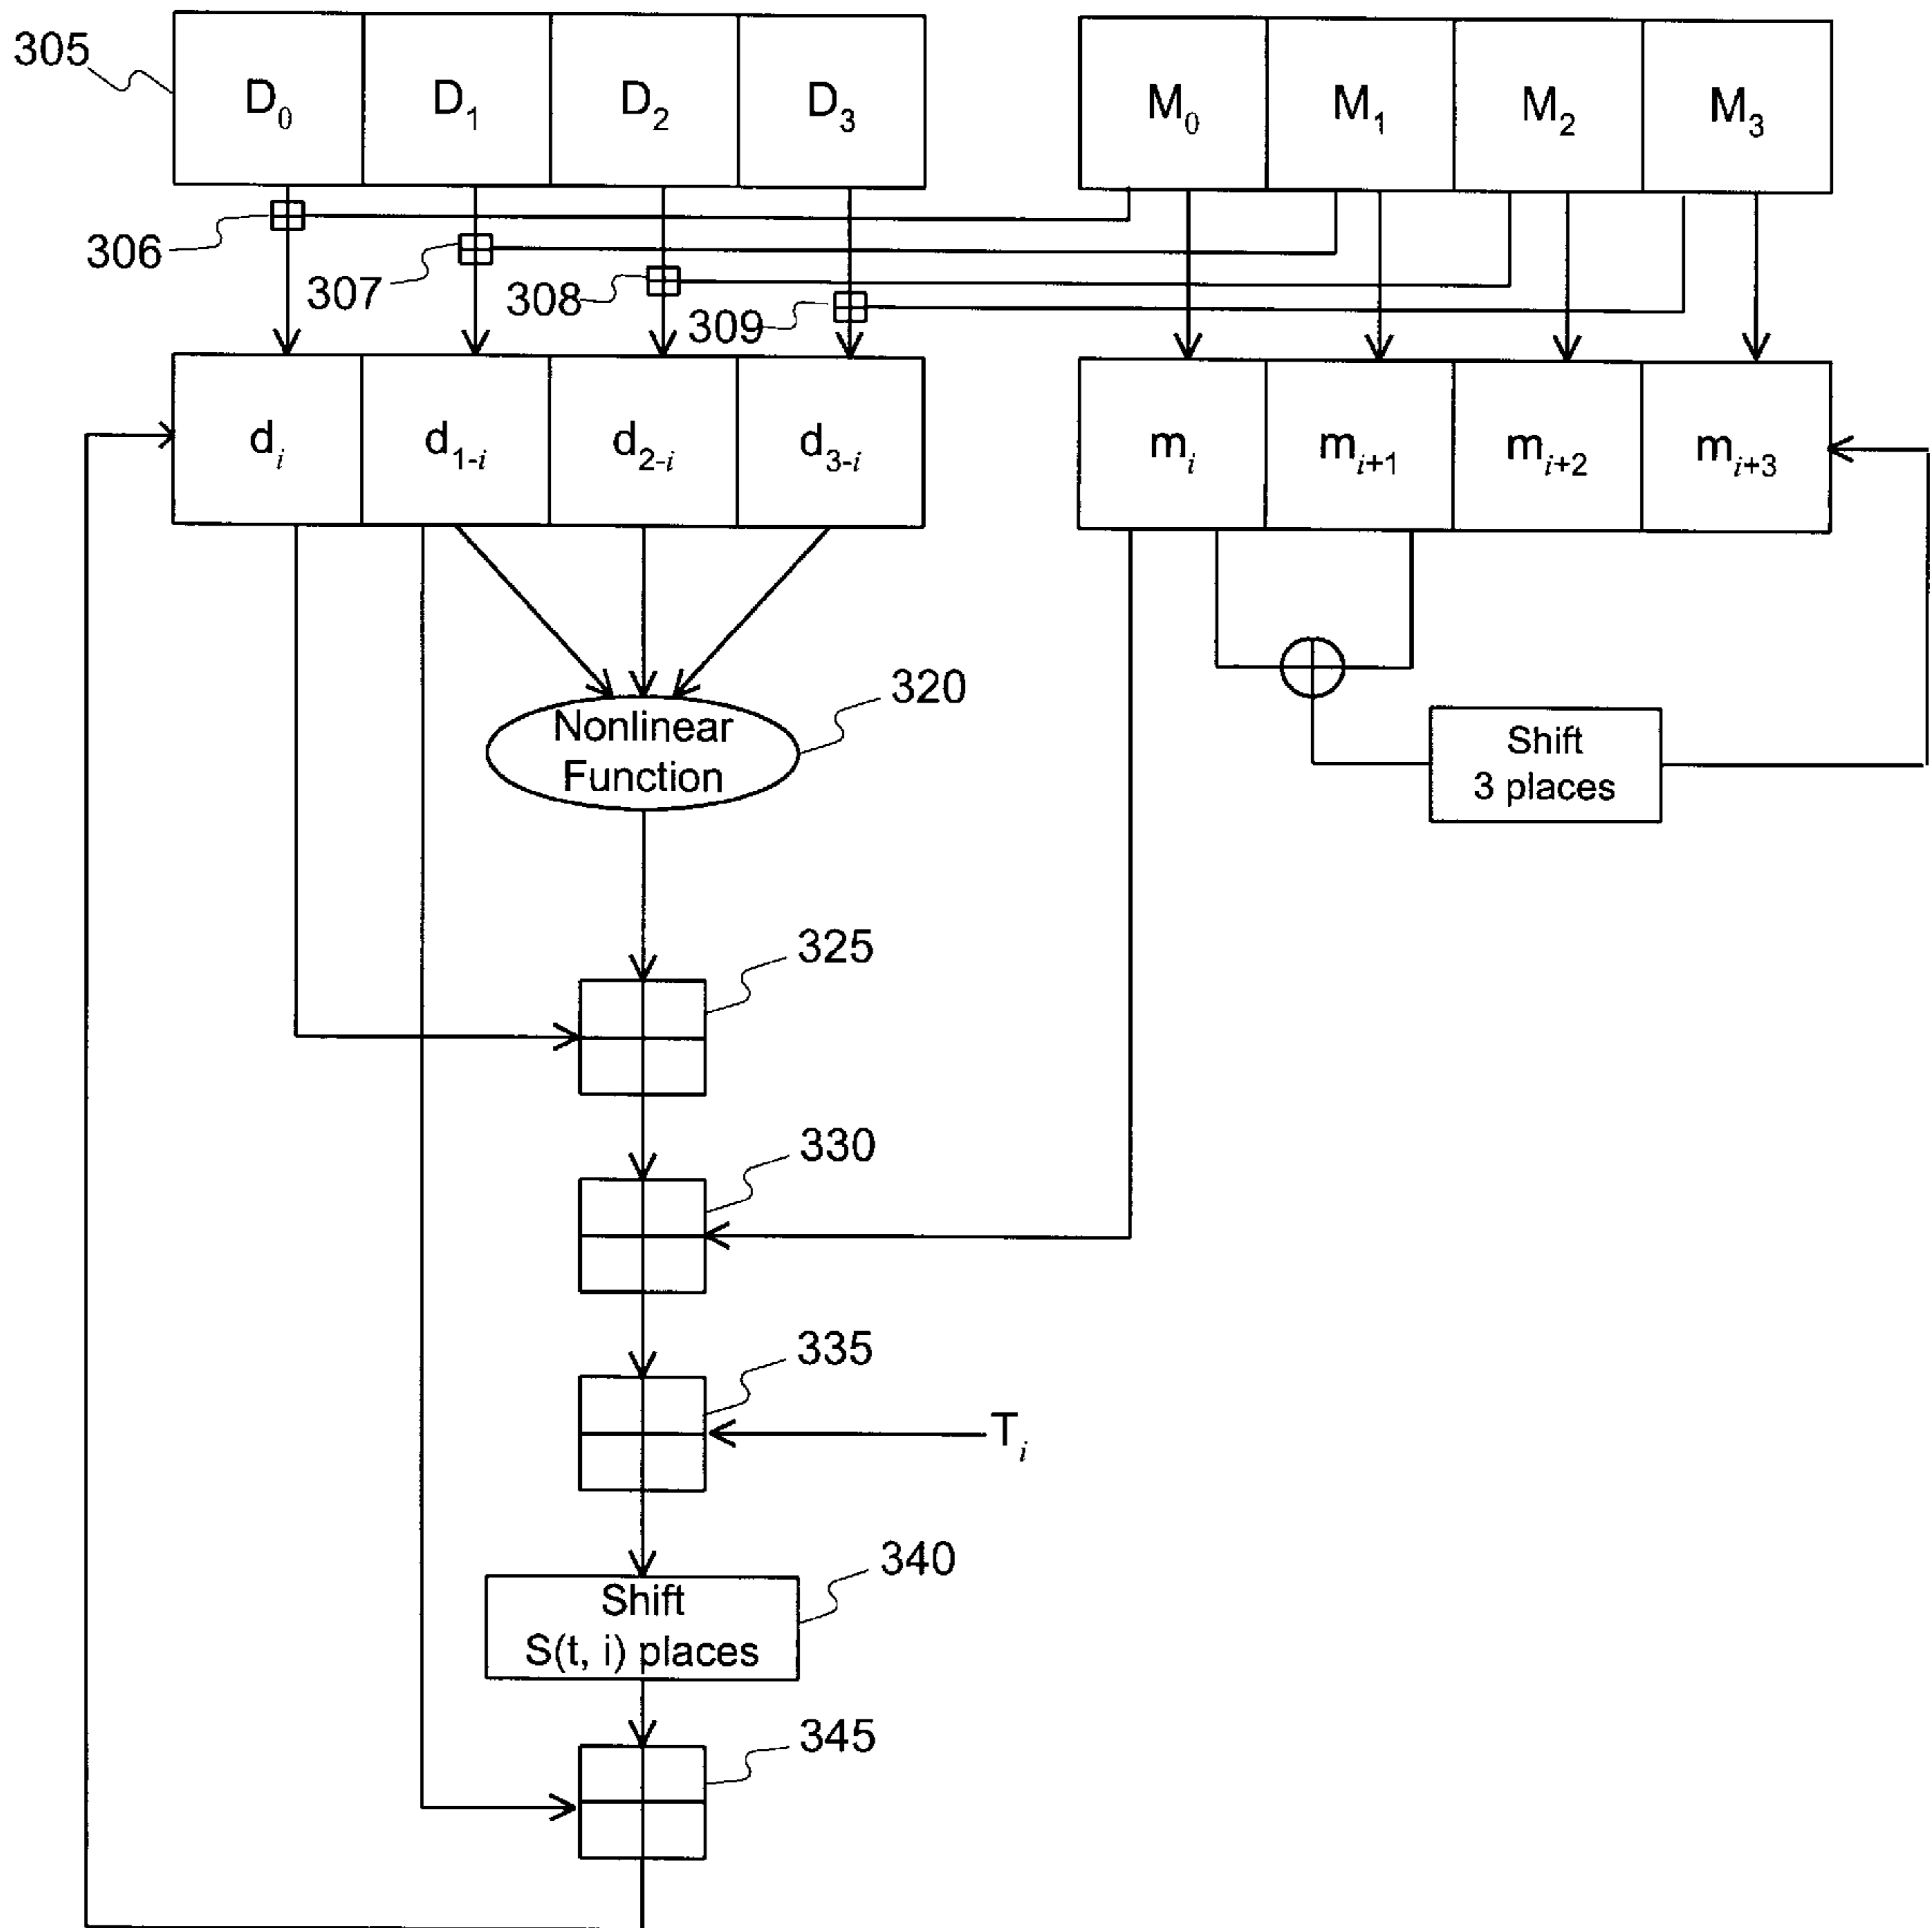 305
D₀ D₁ D₂ D₃
M₀ M₁ M₂ M₃
306
307
308
309
dᵢ d₁₋ᵢ d₂₋ᵢ d₃₋ᵢ
mᵢ mᵢ₊₁ mᵢ₊₂ mᵢ₊₃
320
Nonlinear
Function
Shift
3 places
325
330
335
Tᵢ
340
Shift
S(t, i) places
345